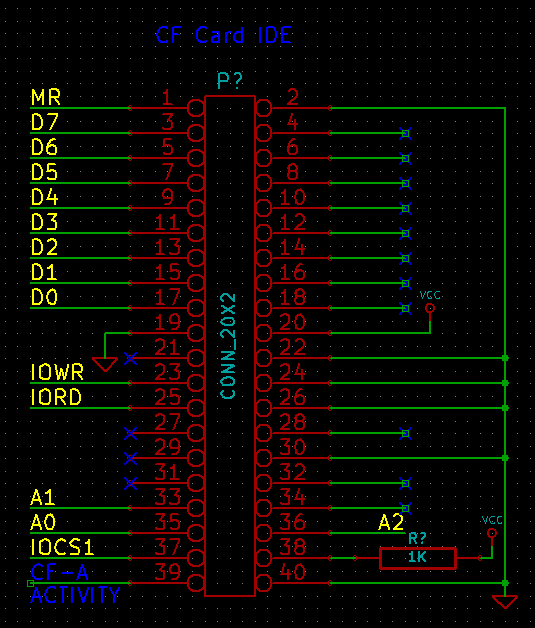 CF Card IDE
P?
MR 1 2
D7 3 4
D6 5 6
D5 7 8
D4 9 10
D3 11 12
D2 13 14
D1 15 16
D0 17 18 VCC
19 20
21 22
IOWR 23 24
IORD 25 26
27 28
29 30
31 32
A1 33 34
A0 35 36 A2 VCC
IOCS1 37 38 R? 1K
CF-A 39 40
ACTIVITY
CONN_20X2